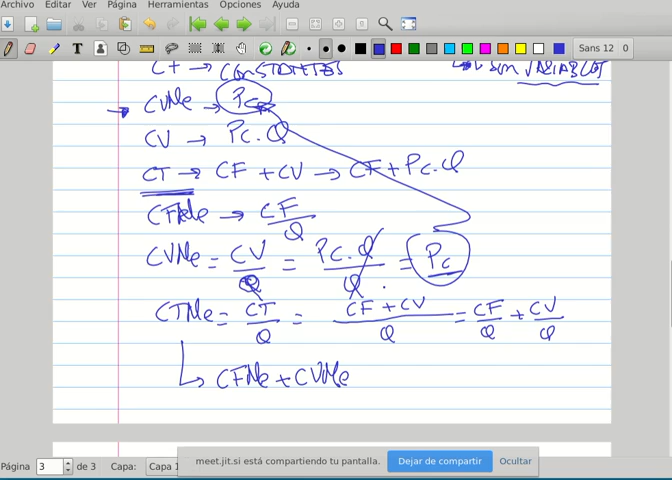 Archivo Editar Ver Página Herramientas Opciones Ayuda
Sans 12 0
→ CONSTANTES
son VARIABLES
→ CVMe → Pc
CV → Pc.Q
CT → CF + CV → CF + Pc.Q
CFMe → CF/Q
CVMe = CV/Q = Pc.Q/Q = Pc
CTMe = CT/Q = CF + CV/Q = CF/Q + CV/Q
↳ CFMe + CVMe
Página 3 de 3 Capa: Capa 1
meet.jit.si está compartiendo tu pantalla. Dejar de compartir Ocultar